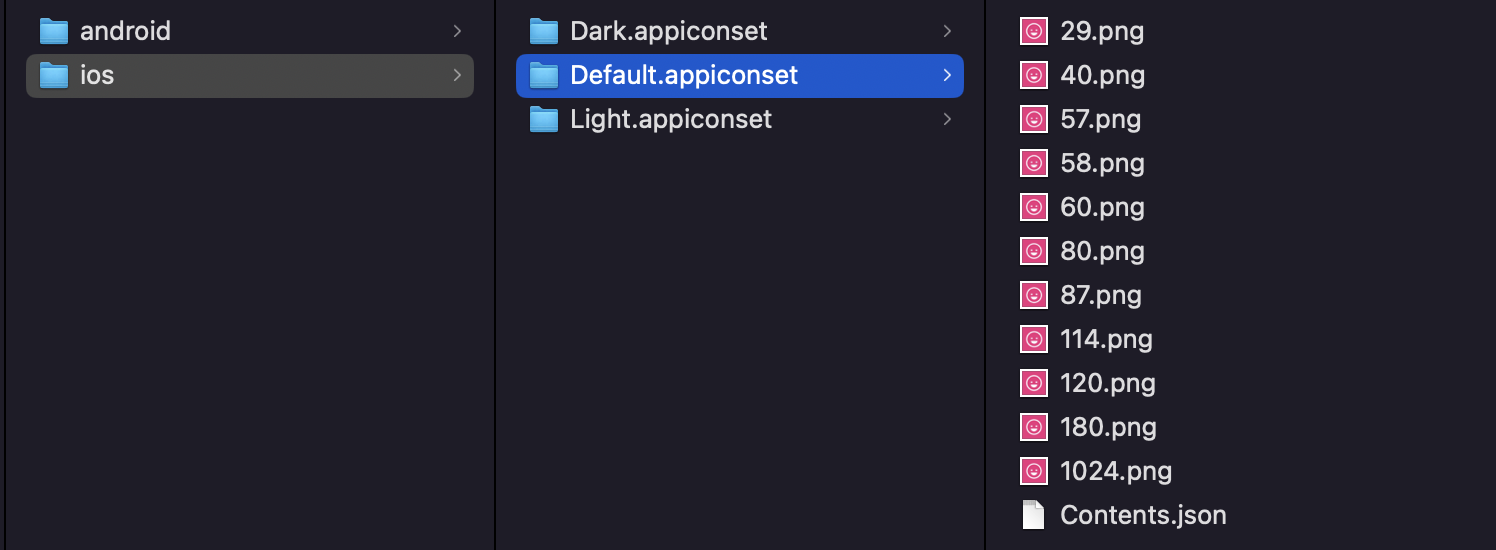 android
ios
Dark.appiconset
Default.appiconset
Light.appiconset
29.png
40.png
57.png
58.png
60.png
80.png
87.png
114.png
120.png
180.png
1024.png
Contents.json